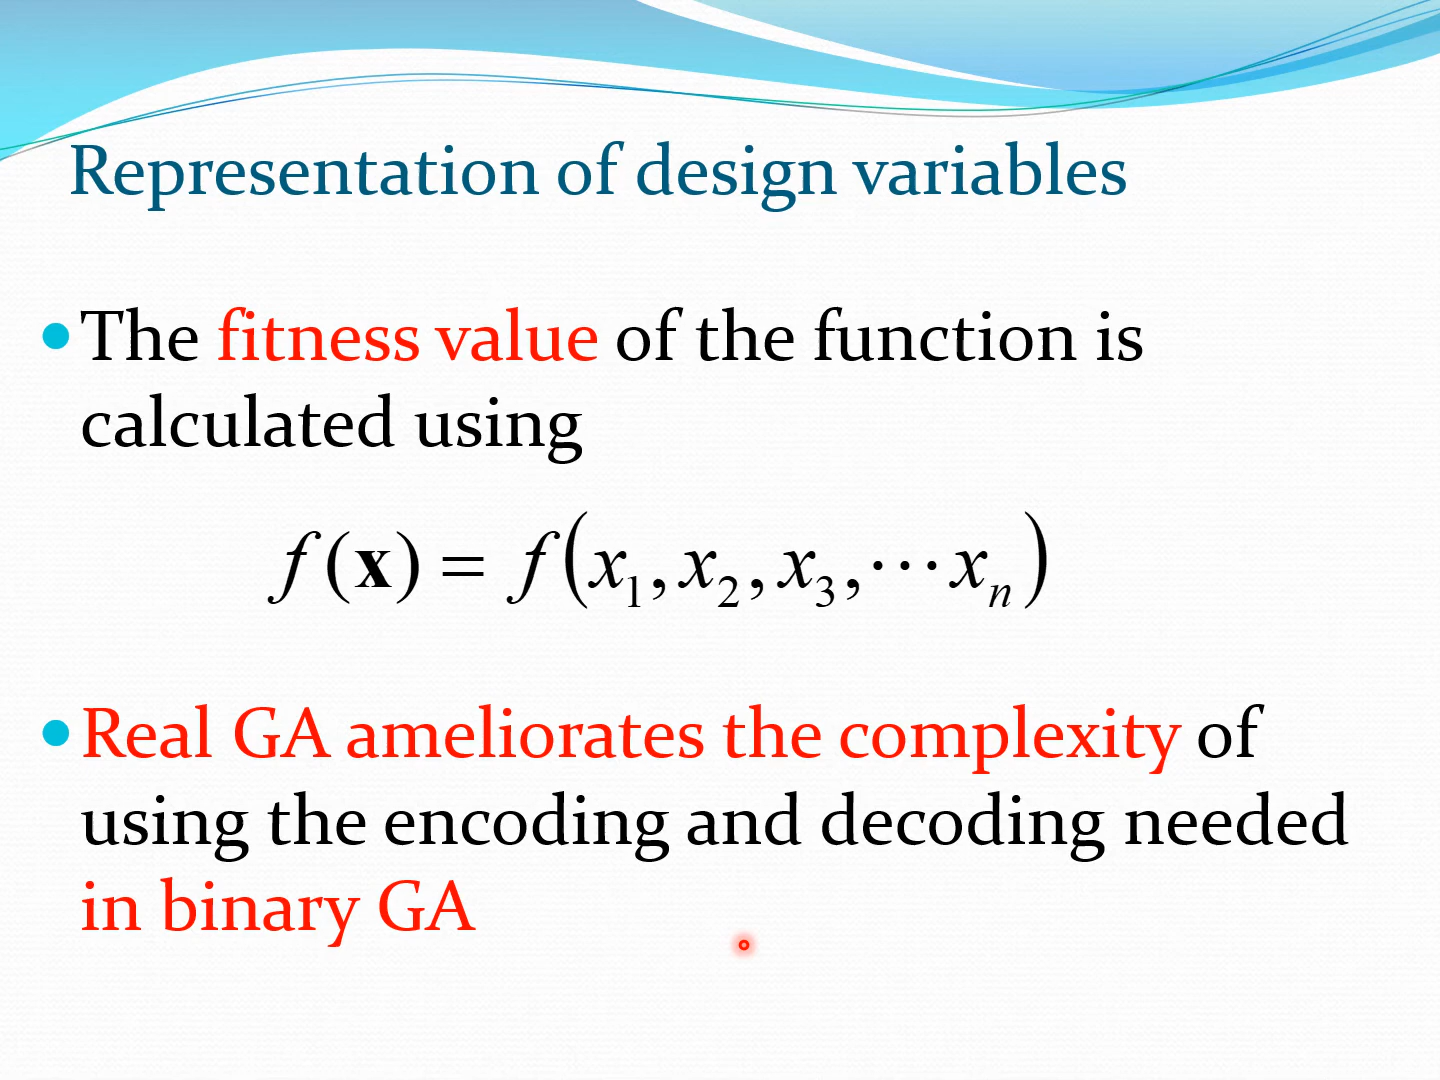 Representation of design variables
• The fitness value of the function is
calculated using
f(x) = f(x₁, x₂, x₃, ⋯ xₙ)
• Real GA ameliorates the complexity of
using the encoding and decoding needed
in binary GA